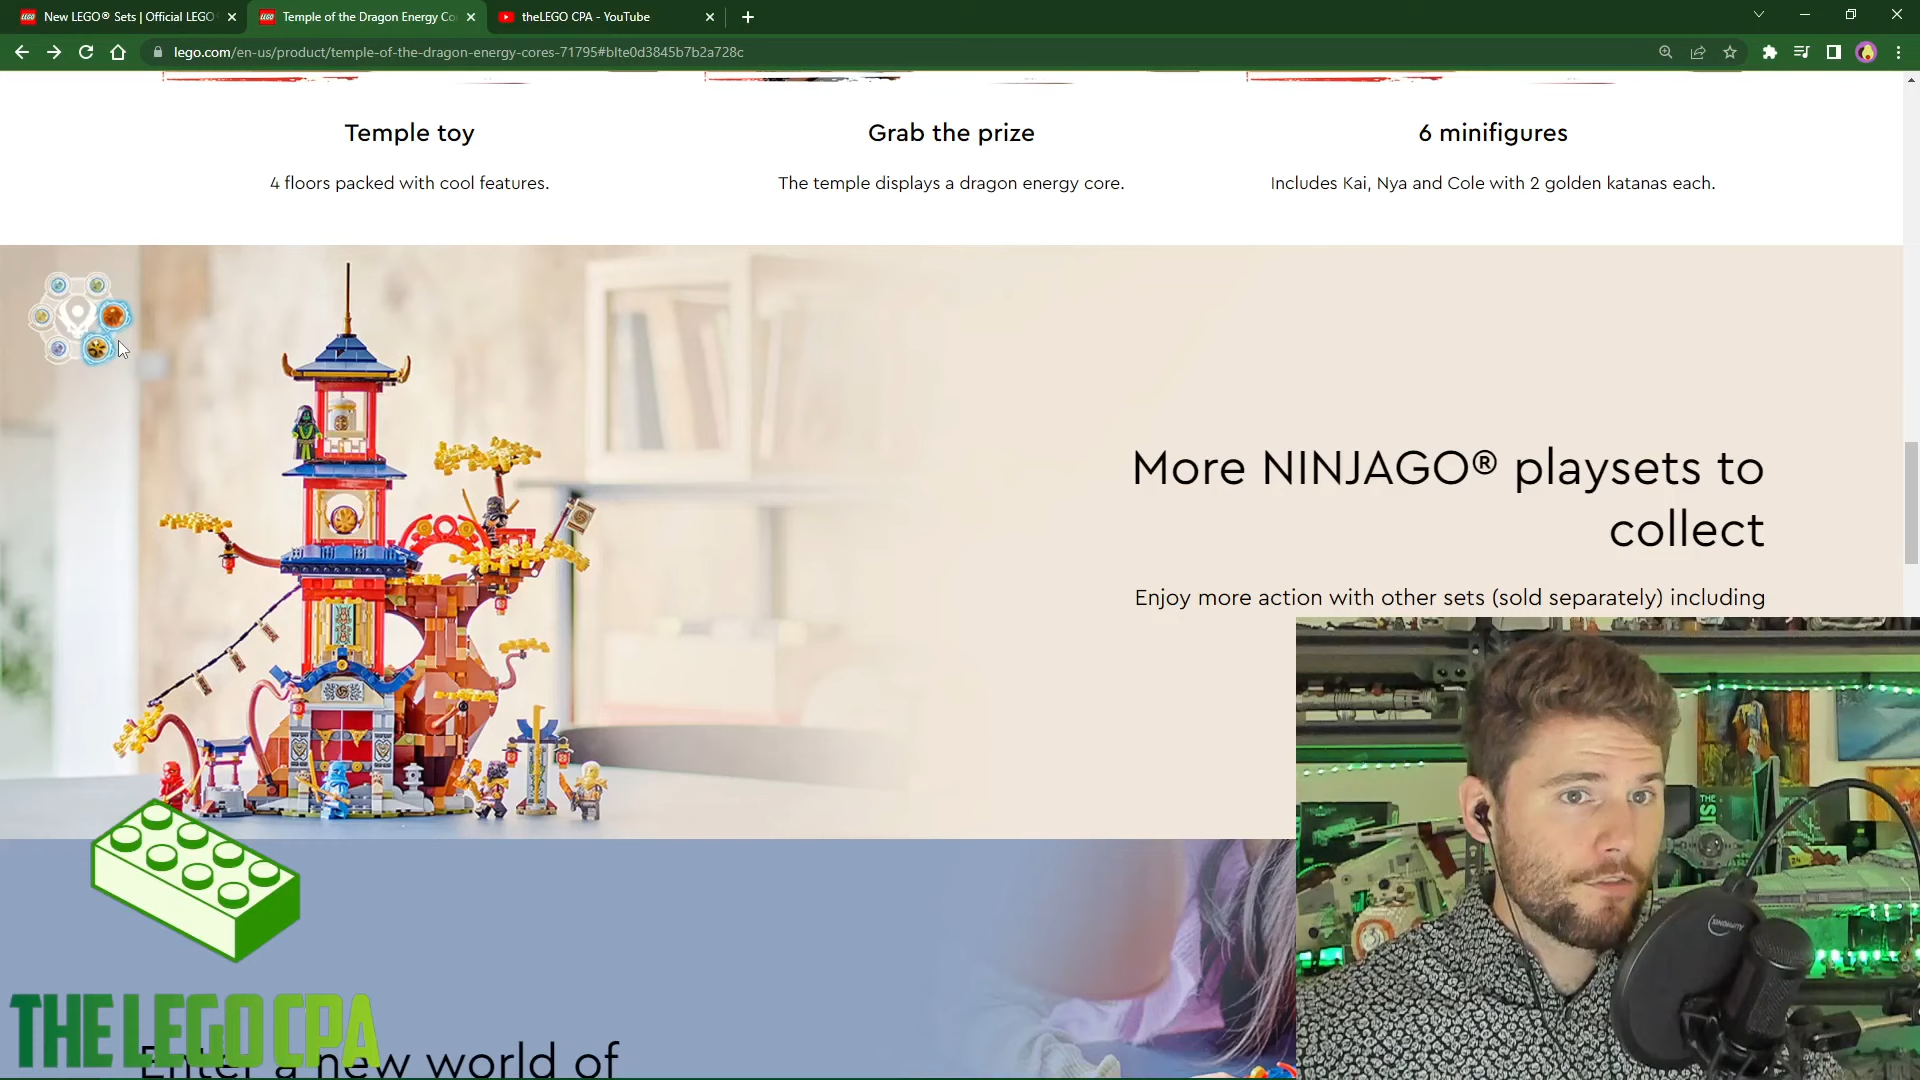 New LEGO® Sets | Official LEGO
Temple of the Dragon Energy Co
theLEGO CPA - YouTube
lego.com/en-us/product/temple-of-the-dragon-energy-cores-71795#blte0d3845b7b2a728c
Temple toy
Grab the prize
6 minifigures
4 floors packed with cool features.
The temple displays a dragon energy core.
Includes Kai, Nya and Cole with 2 golden katanas each.
More NINJAGO® playsets to
collect
Enjoy more action with other sets (sold separately) including
THE LEGO CPA
Enter a new world of